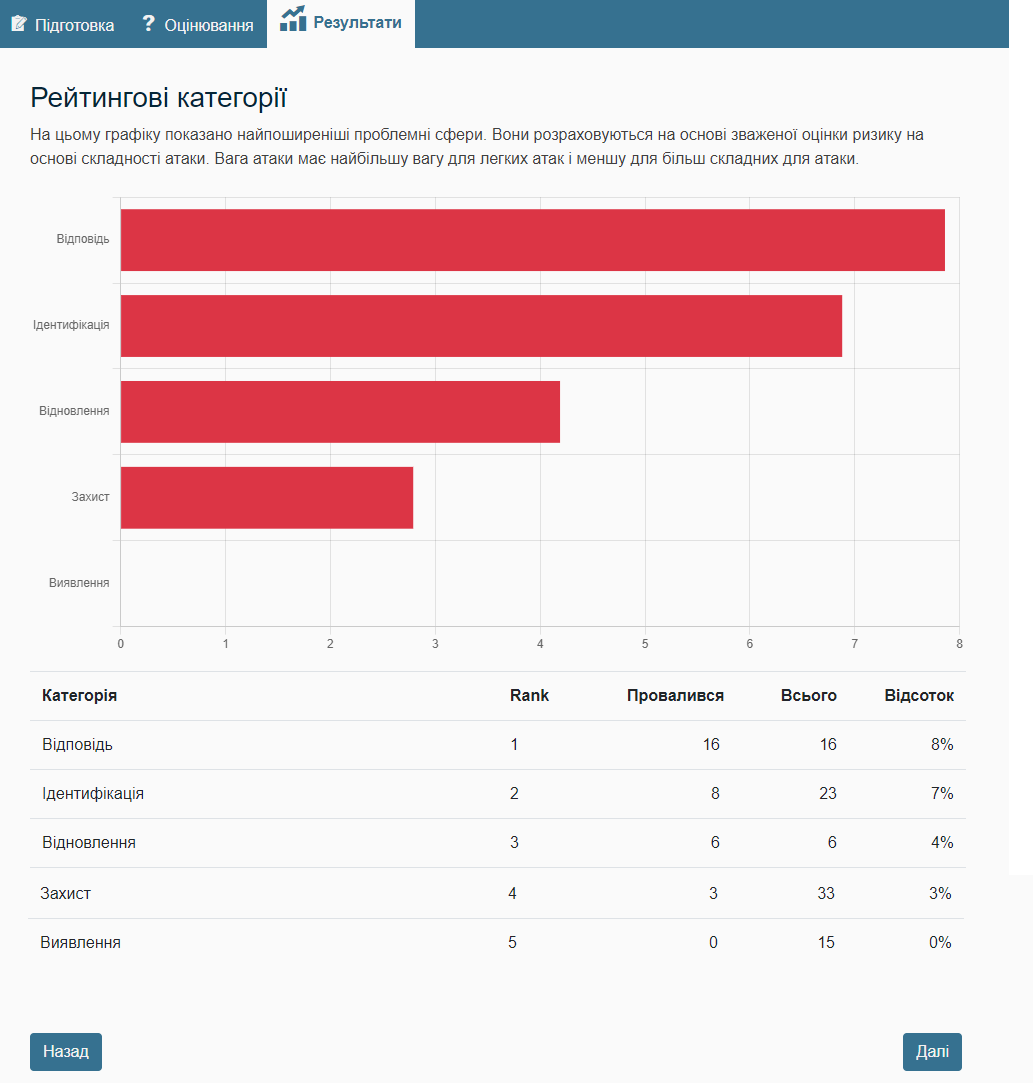 Підготовка ? Оцінювання Результати
Рейтингові категорії
На цьому графіку показано найпоширеніші проблемні сфери. Вони розраховуються на основі зваженої оцінки ризику на
основі складності атаки. Вага атаки має найбільшу вагу для легких атак і меншу для більш складних для атаки.
Відповідь
Ідентифікація
Відновлення
Захист
Виявлення
0 1 2 3 4 5 6 7 8
Категорія Rank Провалився Всього Відсоток
Відповідь 1 16 16 8%
Ідентифікація 2 8 23 7%
Відновлення 3 6 6 4%
Захист 4 3 33 3%
Виявлення 5 0 15 0%
Назад Далі